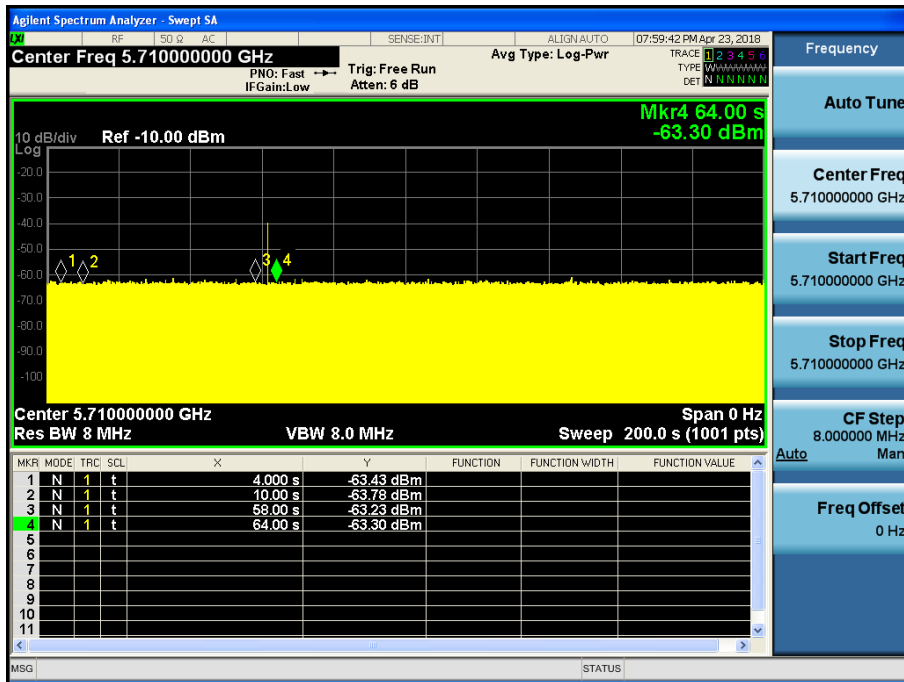 Agilent Spectrum Analyzer - Swept SA
LXI RF 50 Ω AC SENSE:INT ALIGN AUTO 07:59:42 PM Apr 23, 2018
Center Freq 5.710000000 GHz
PNO: Fast
IFGain:Low
Trig: Free Run
Atten: 6 dB
Avg Type: Log-Pwr
TRACE 1 2 3 4 5 6
TYPE WWWWWW
DET N N N N N N
Mkr4 64.00 s
-63.30 dBm
10 dB/div Ref -10.00 dBm
Log
-20.0
-30.0
-40.0
-50.0
-60.0
-70.0
-80.0
-90.0
-100
1 2 3 4
Center 5.710000000 GHz Span 0 Hz
Res BW 8 MHz VBW 8.0 MHz Sweep 200.0 s (1001 pts)
MKR MODE TRC SCL X Y FUNCTION FUNCTION WIDTH FUNCTION VALUE
1 N 1 t 4.000 s -63.43 dBm
2 N 1 t 10.00 s -63.78 dBm
3 N 1 t 58.00 s -63.23 dBm
4 N 1 t 64.00 s -63.30 dBm
5
6
7
8
9
10
11
MSG STATUS
Frequency
Auto Tune
Center Freq
5.710000000 GHz
Start Freq
5.710000000 GHz
Stop Freq
5.710000000 GHz
CF Step
8.000000 MHz
Auto Man
Freq Offset
0 Hz